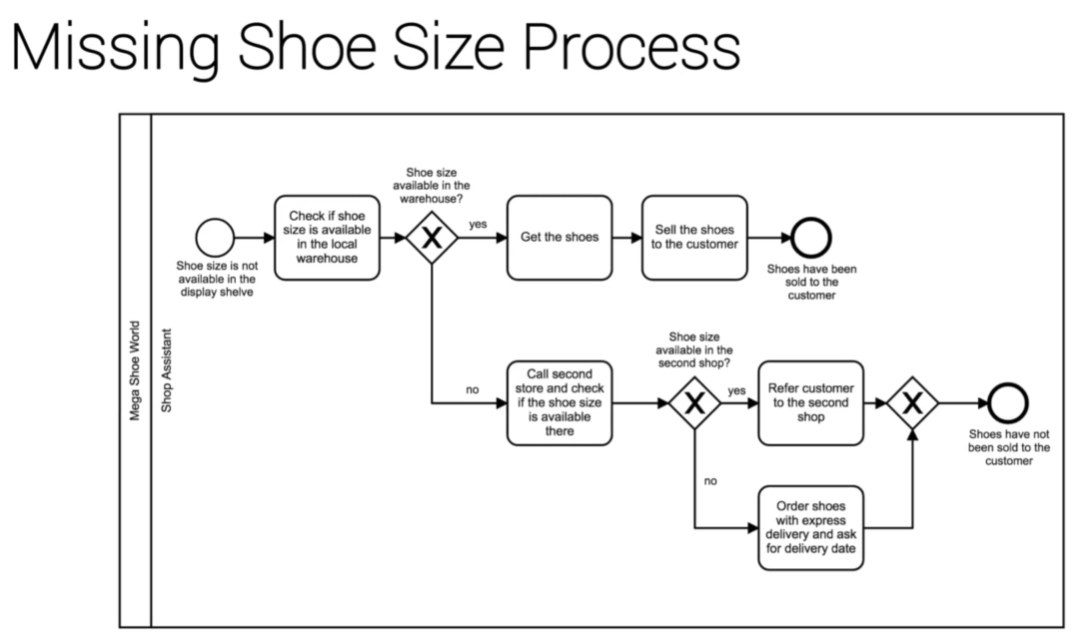 Missing Shoe Size Process
Mega Shoe World
Shop Assistant
Shoe size is not
available in the
display shelve
Check if shoe
size is available
in the local
warehouse
Shoe size
available in the
warehouse?
X
yes
Get the shoes
Sell the shoes
to the customer
Shoes have been
sold to the
customer
no
Call second
store and check
if the shoe size
is available
there
Shoe size
available in the
second shop?
X
yes
Refer customer
to the second
shop
X
Shoes have not
been sold to the
customer
no
Order shoes
with express
delivery and ask
for delivery date